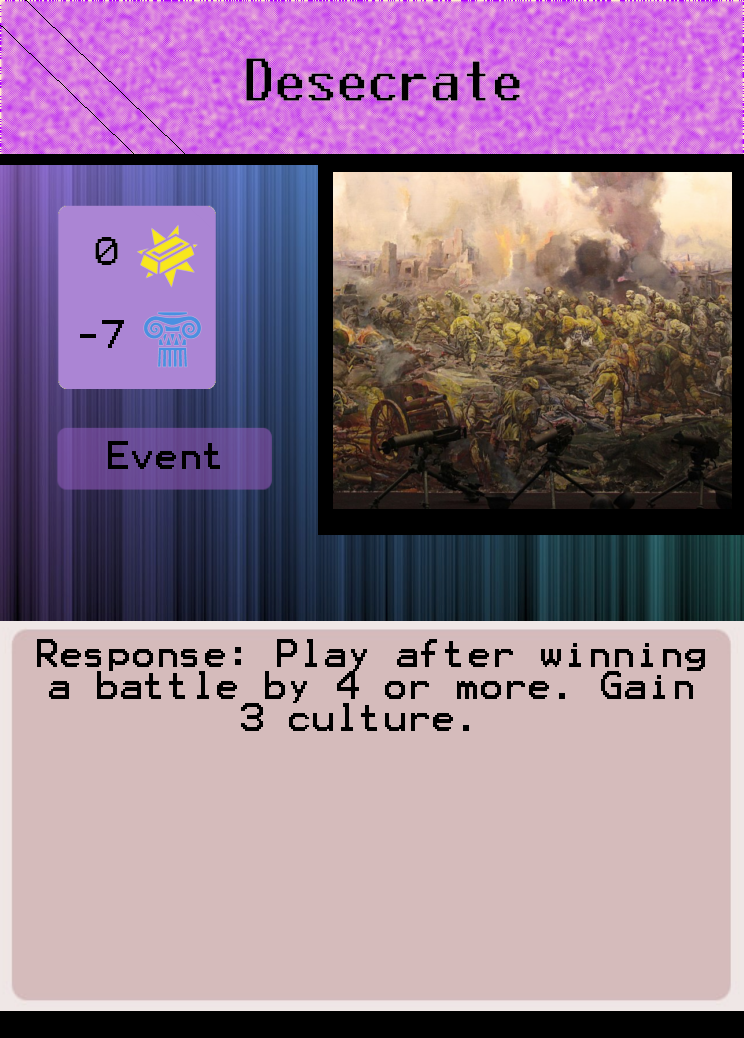 Desecrate
0
-7
Event
Response: Play after winning
a battle by 4 or more. Gain
3 culture.